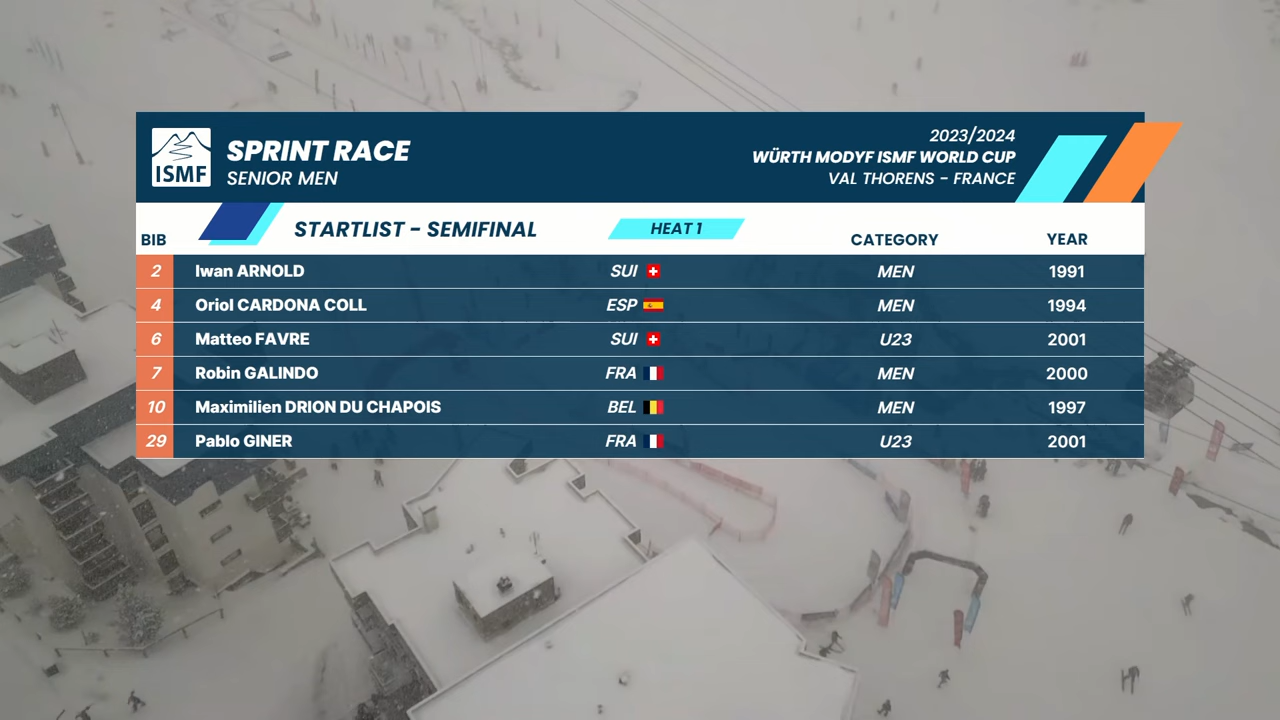 ISMF
SPRINT RACE
SENIOR MEN
2023/2024
WÜRTH MODYF ISMF WORLD CUP
VAL THORENS - FRANCE
BIB STARTLIST - SEMIFINAL HEAT 1 CATEGORY YEAR
2 Iwan ARNOLD SUI MEN 1991
4 Oriol CARDONA COLL ESP MEN 1994
6 Matteo FAVRE SUI U23 2001
7 Robin GALINDO FRA MEN 2000
10 Maximilien DRION DU CHAPOIS BEL MEN 1997
29 Pablo GINER FRA U23 2001